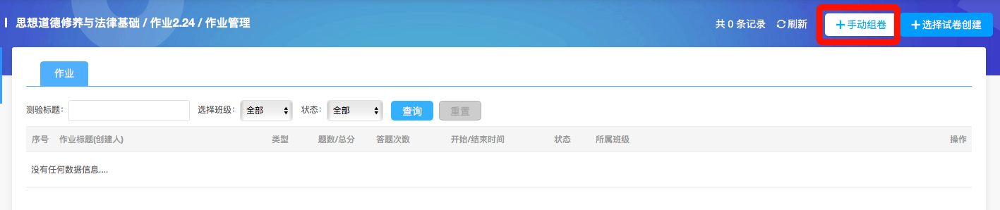 思想道德修养与法律基础 / 作业2.24 / 作业管理 共 0 条记录 刷新 +手动组卷 +选择试卷创建
作业
测验标题: 选择班级: 全部 状态: 全部 查询 重置
序号 作业标题(创建人) 类型 题数/总分 答题次数 开始/结束时间 状态 所属班级 操作
没有任何数据信息....